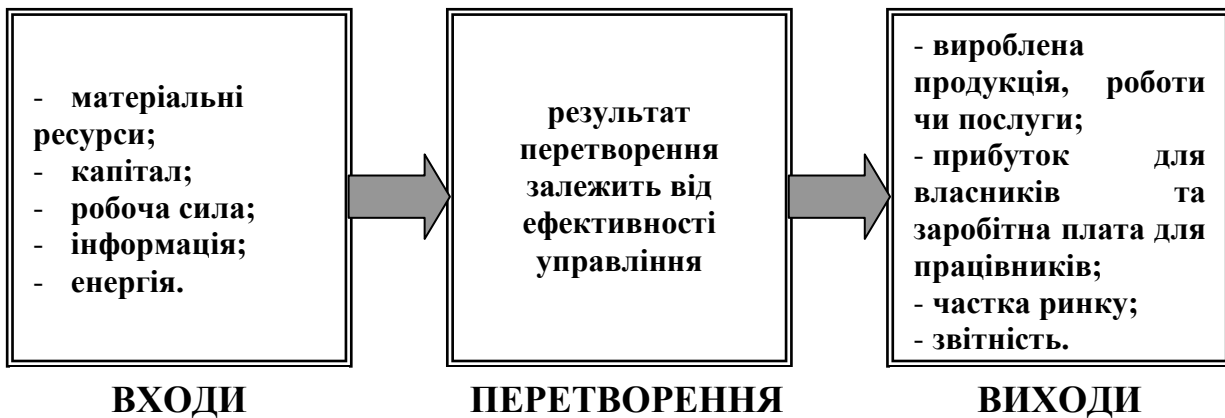 - матеріальні
ресурси;
- капітал;
- робоча сила;
- інформація;
- енергія.
результат
перетворення
залежить від
ефективності
управління
- вироблена
продукція, роботи
чи послуги;
- прибуток для
власників та
заробітна плата для
працівників;
- частка ринку;
- звітність.
ВХОДИ
ПЕРЕТВОРЕННЯ
ВИХОДИ